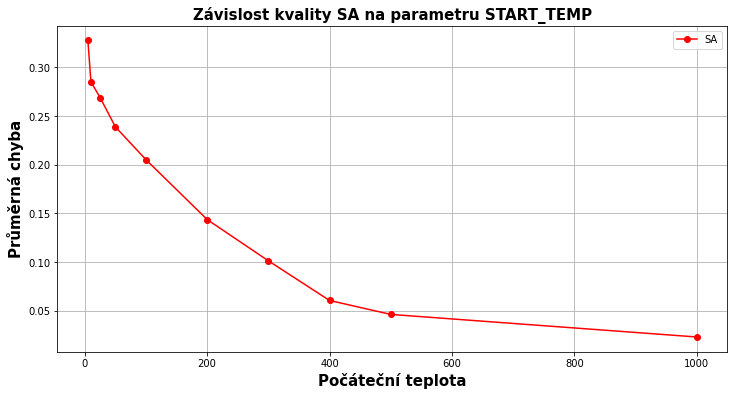 Závislost kvality SA na parametru START_TEMP
SA
Průměrná chyba
0.30
0.25
0.20
0.15
0.10
0.05
0 200 400 600 800 1000
Počáteční teplota